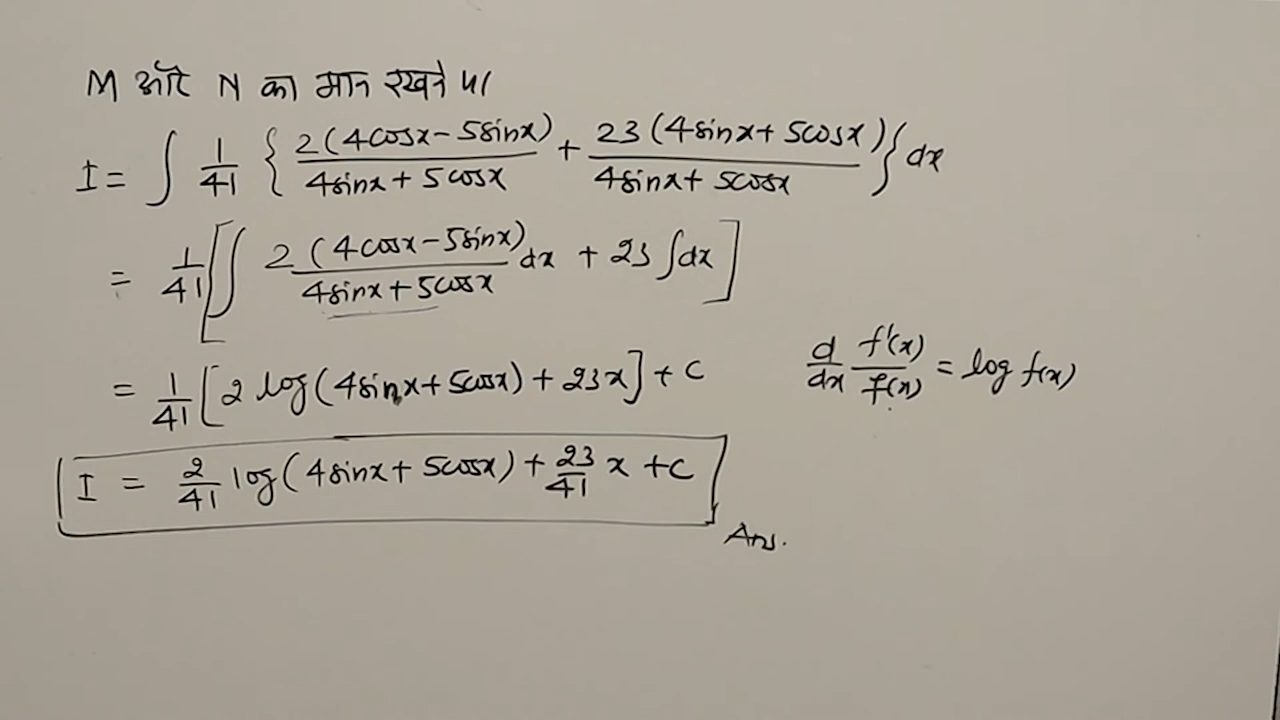 M और N का मान रखने पर
I = ∫ 1/41 { 2(4cosx - 5sinx)/(4sinx + 5cosx) + 23(4sinx + 5cosx)/(4sinx + 5cosx) } dx
= 1/41 [ ∫ 2(4cosx - 5sinx)/(4sinx + 5cosx) dx + 23 ∫dx ]
= 1/41 [ 2 log(4sinx + 5cosx) + 23x ] + C
d/dx f'(x)/f(x) = log f(x)
I = 2/41 log(4sinx + 5cosx) + 23/41 x + C
Ans.